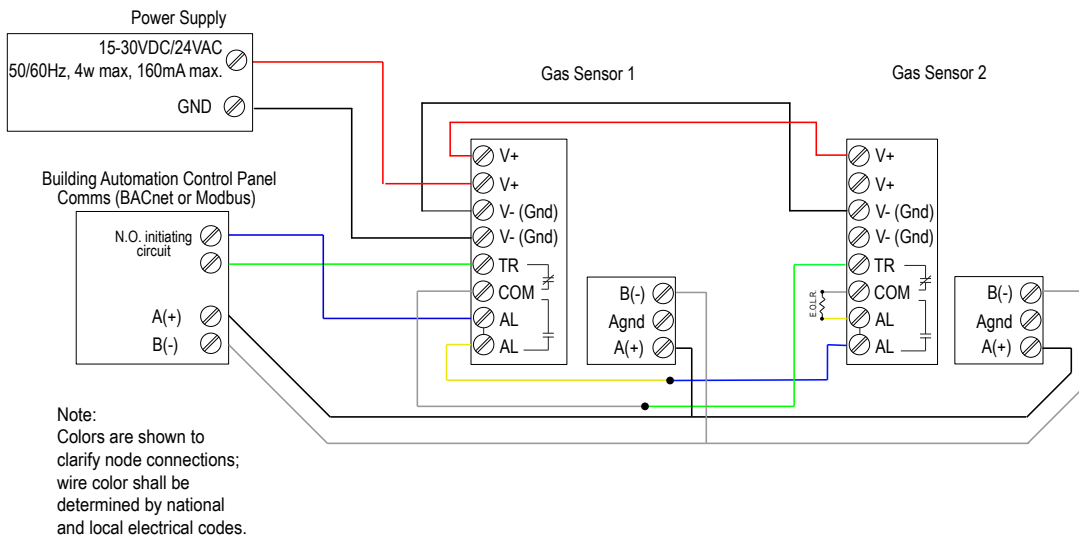 Power Supply
15-30VDC/24VAC
50/60Hz, 4w max, 160mA max.
GND
Gas Sensor 1
Gas Sensor 2
Building Automation Control Panel
Comms (BACnet or Modbus)
N.O. initiating
circuit
A(+)
B(-)
V+
V+
V- (Gnd)
V- (Gnd)
TR
COM
AL
AL
B(-)
Agnd
A(+)
V+
V+
V- (Gnd)
V- (Gnd)
TR
COM
AL
AL
E.O.L.R.
B(-)
Agnd
A(+)
Note:
Colors are shown to
clarify node connections;
wire color shall be
determined by national
and local electrical codes.